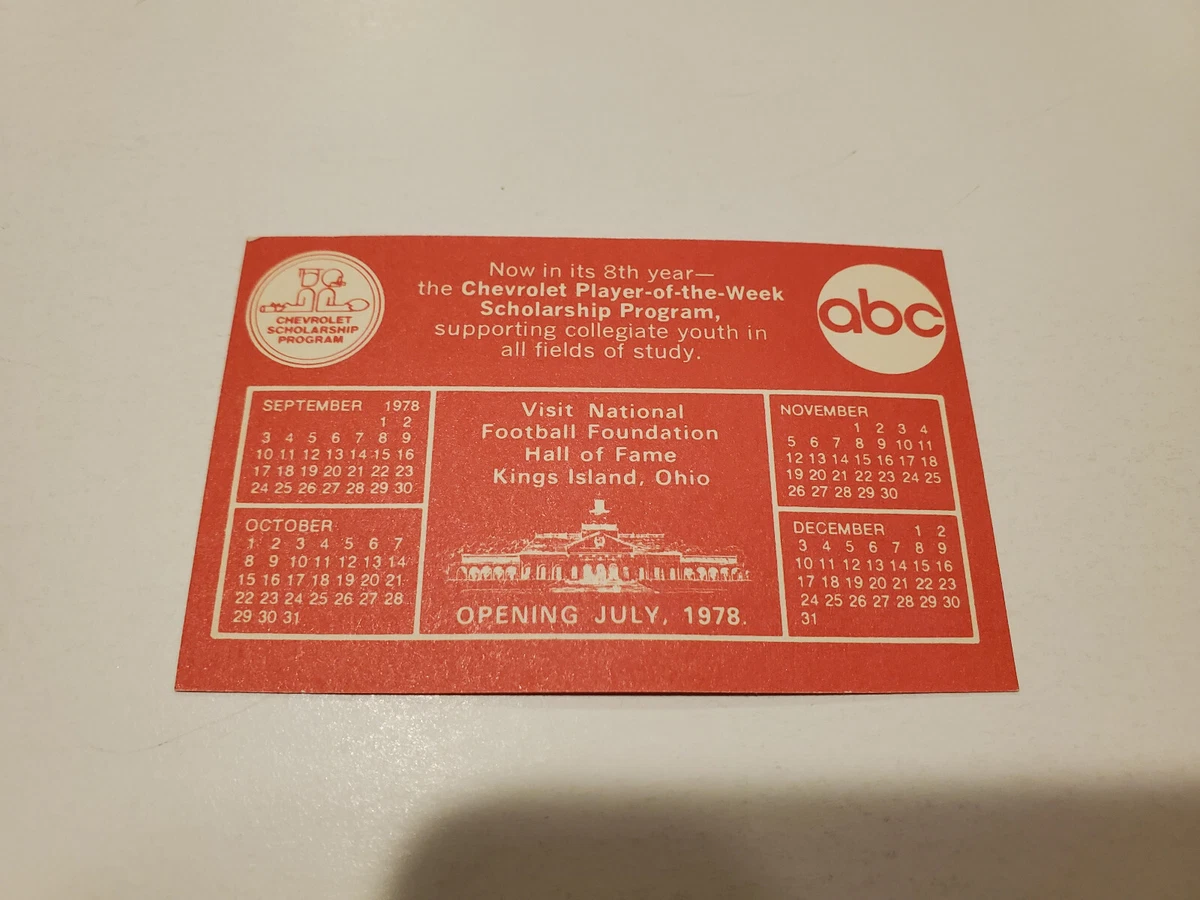 CHEVROLET
SCHOLARSHIP
PROGRAM
Now in its 8th year—
the Chevrolet Player-of-the-Week
Scholarship Program,
supporting collegiate youth in
all fields of study.
abc
SEPTEMBER 1978
1 2
3 4 5 6 7 8 9
10 11 12 13 14 15 16
17 18 19 20 21 22 23
24 25 26 27 28 29 30
OCTOBER
1 2 3 4 5 6 7
8 9 10 11 12 13 14
15 16 17 18 19 20 21
22 23 24 25 26 27 28
29 30 31
Visit National
Football Foundation
Hall of Fame
Kings Island, Ohio
OPENING JULY, 1978.
NOVEMBER
1 2 3 4
5 6 7 8 9 10 11
12 13 14 15 16 17 18
19 20 21 22 23 24 25
26 27 28 29 30
DECEMBER 1 2
3 4 5 6 7 8 9
10 11 12 13 14 15 16
17 18 19 20 21 22 23
24 25 26 27 28 29 30
31